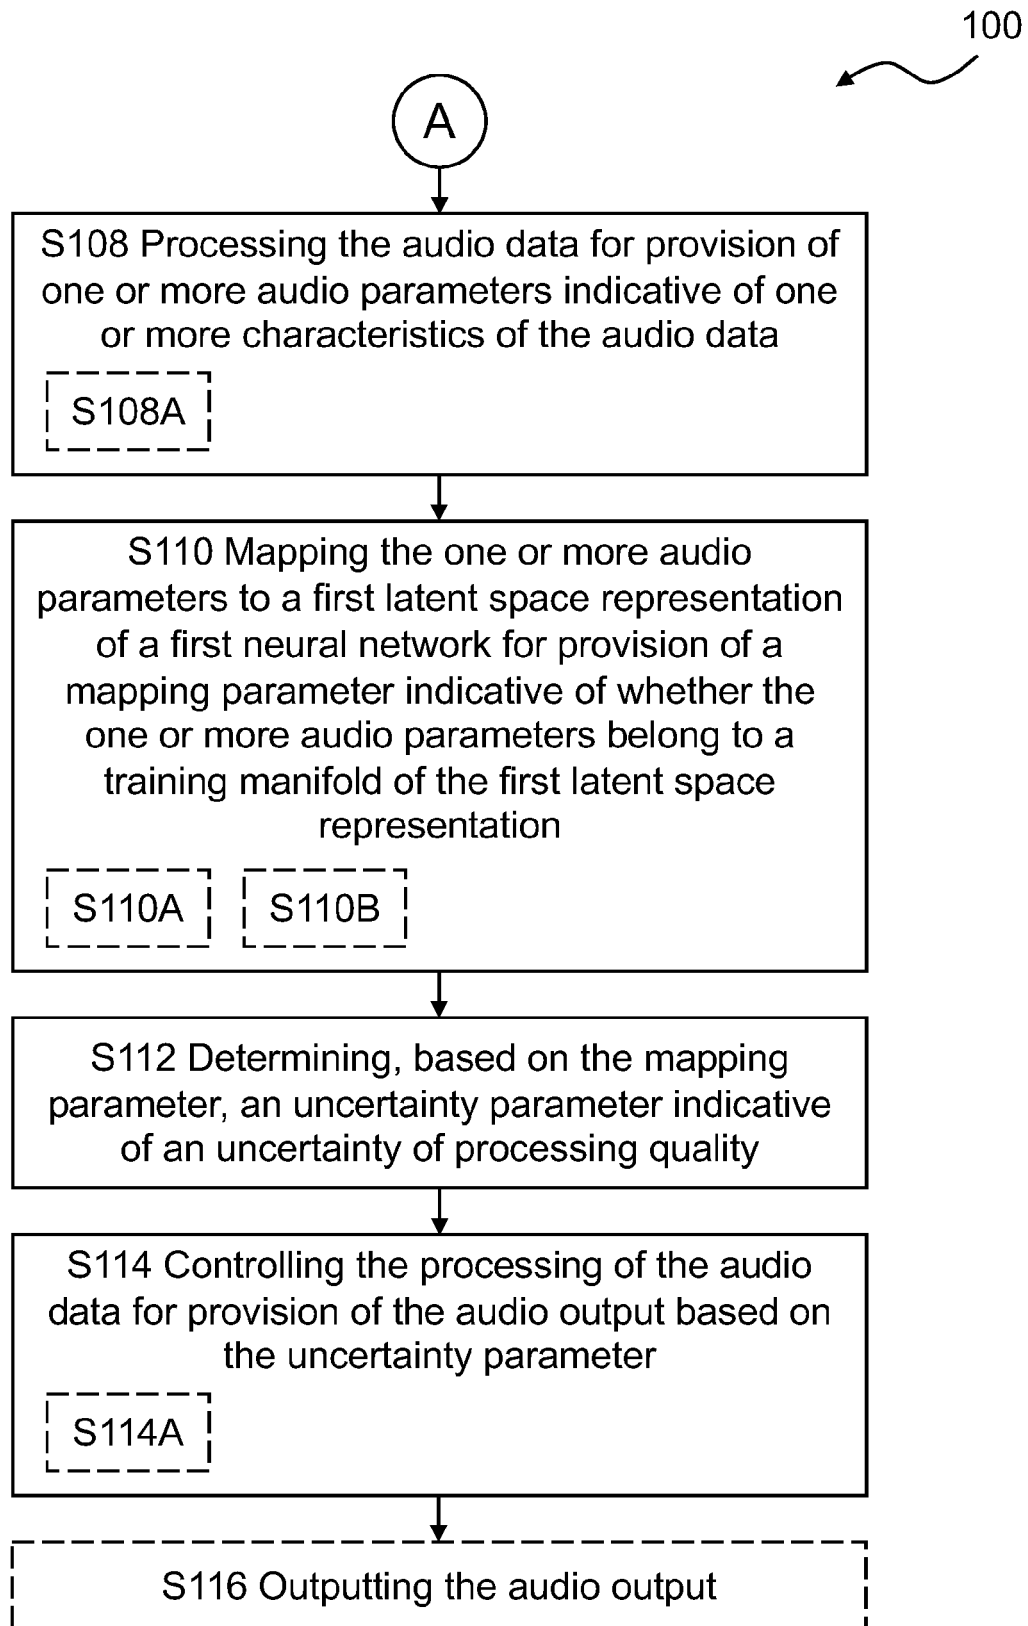 100
A
S108 Processing the audio data for provision of
one or more audio parameters indicative of one
or more characteristics of the audio data
S108A
S110 Mapping the one or more audio
parameters to a first latent space representation
of a first neural network for provision of a
mapping parameter indicative of whether the
one or more audio parameters belong to a
training manifold of the first latent space
representation
S110A S110B
S112 Determining, based on the mapping
parameter, an uncertainty parameter indicative
of an uncertainty of processing quality
S114 Controlling the processing of the audio
data for provision of the audio output based on
the uncertainty parameter
S114A
S116 Outputting the audio output